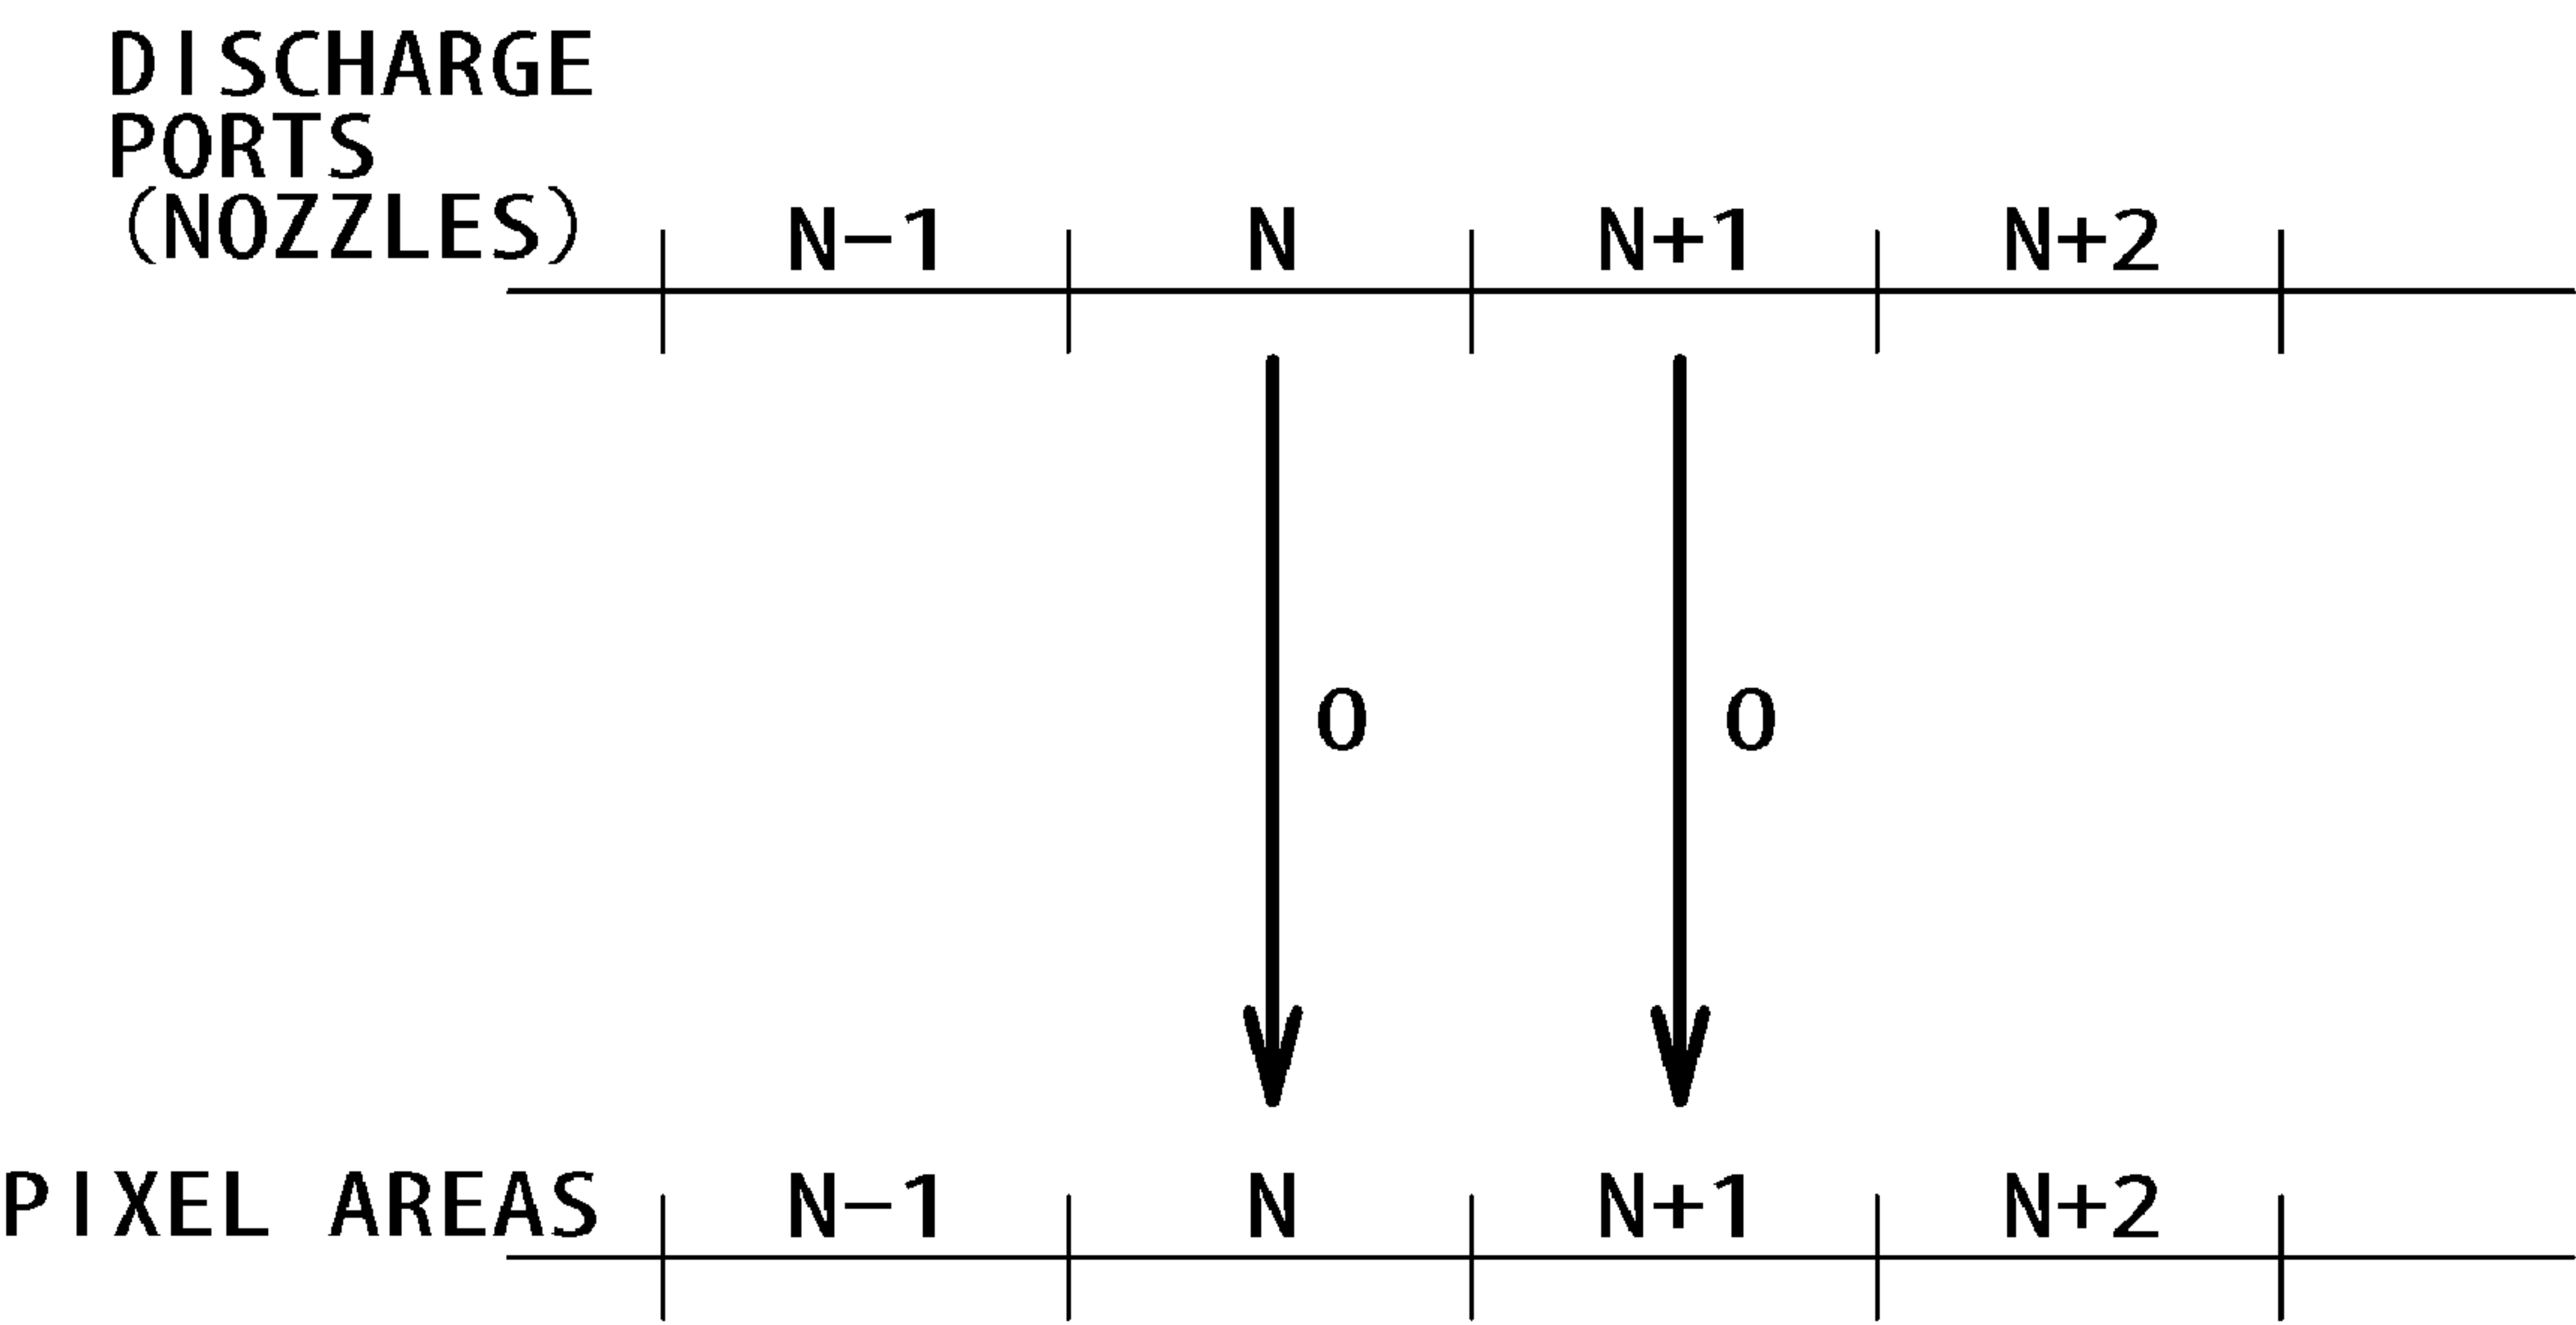 DISCHARGE
PORTS
(NOZZLES)
N−1 N N+1 N+2
0 0
PIXEL AREAS N−1 N N+1 N+2